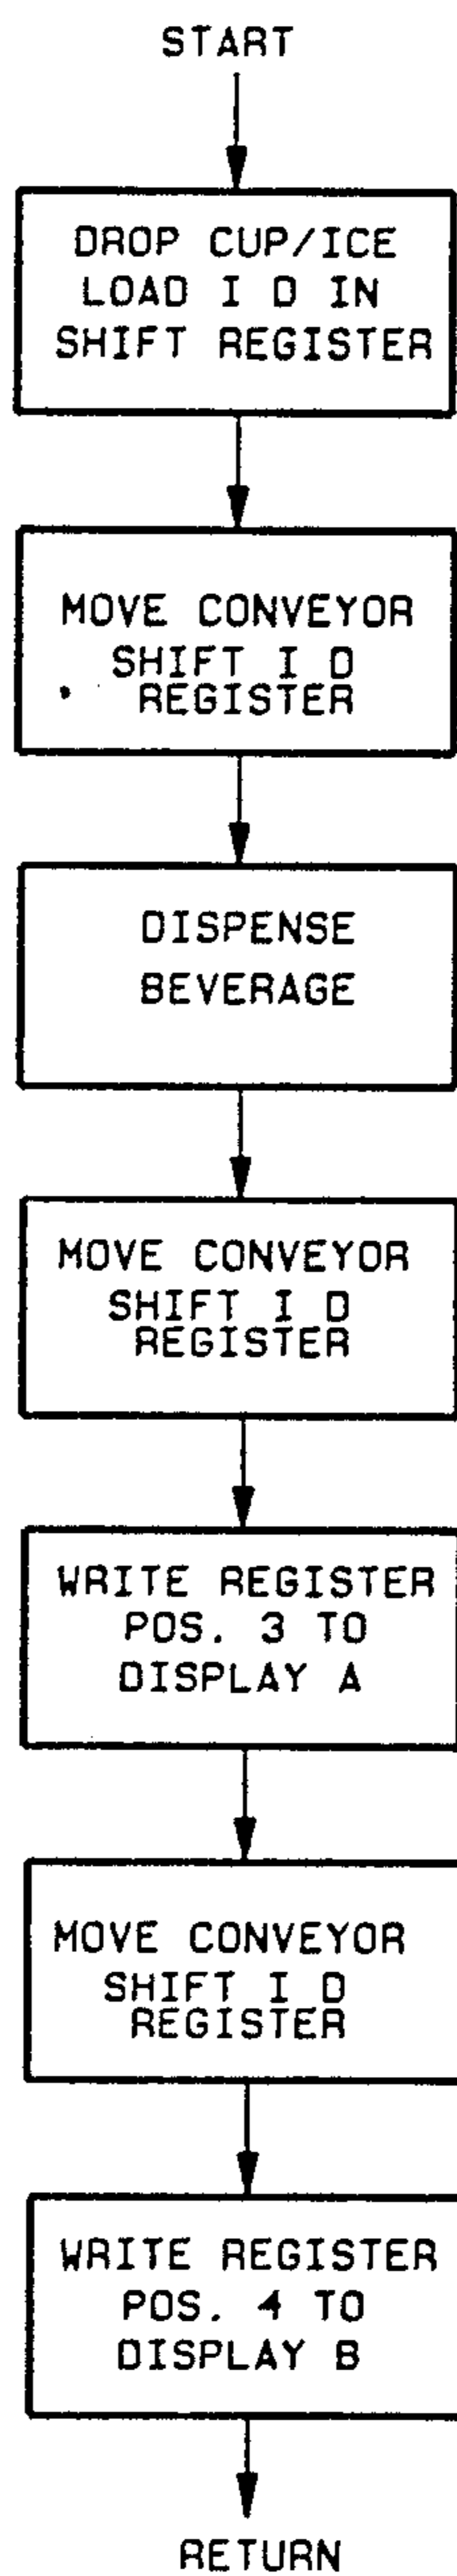 START
DROP CUP/ICE
LOAD I D IN
SHIFT REGISTER
MOVE CONVEYOR
SHIFT I D
REGISTER
DISPENSE
BEVERAGE
MOVE CONVEYOR
SHIFT I D
REGISTER
WRITE REGISTER
POS. 3 TO
DISPLAY A
MOVE CONVEYOR
SHIFT I D
REGISTER
WRITE REGISTER
POS. 4 TO
DISPLAY B
RETURN